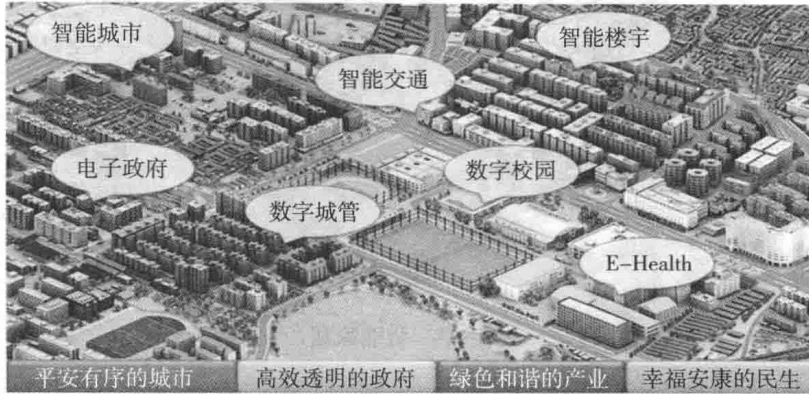 智能城市
智能楼宇
智能交通
电子政府
数字校园
数字城管
E-Health
平安有序的城市
高效透明的政府
绿色和谐的产业
幸福安康的民生